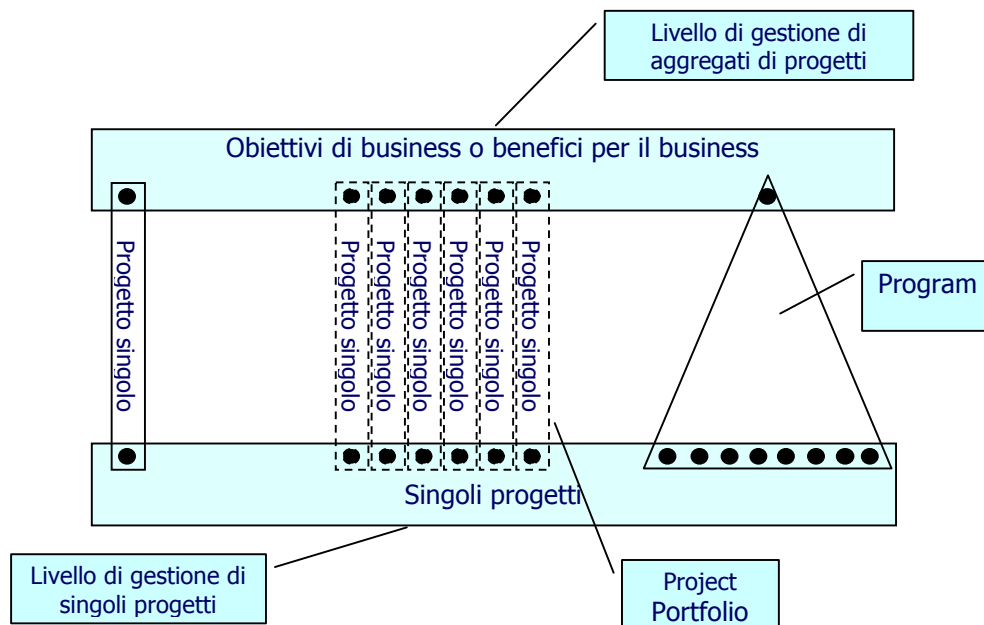 Livello di gestione di
aggregati di progetti
Obiettivi di business o benefici per il business
Progetto singolo
Progetto singolo
Progetto singolo
Progetto singolo
Progetto singolo
Progetto singolo
Progetto singolo
Program
Singoli progetti
Livello di gestione di
singoli progetti
Project
Portfolio